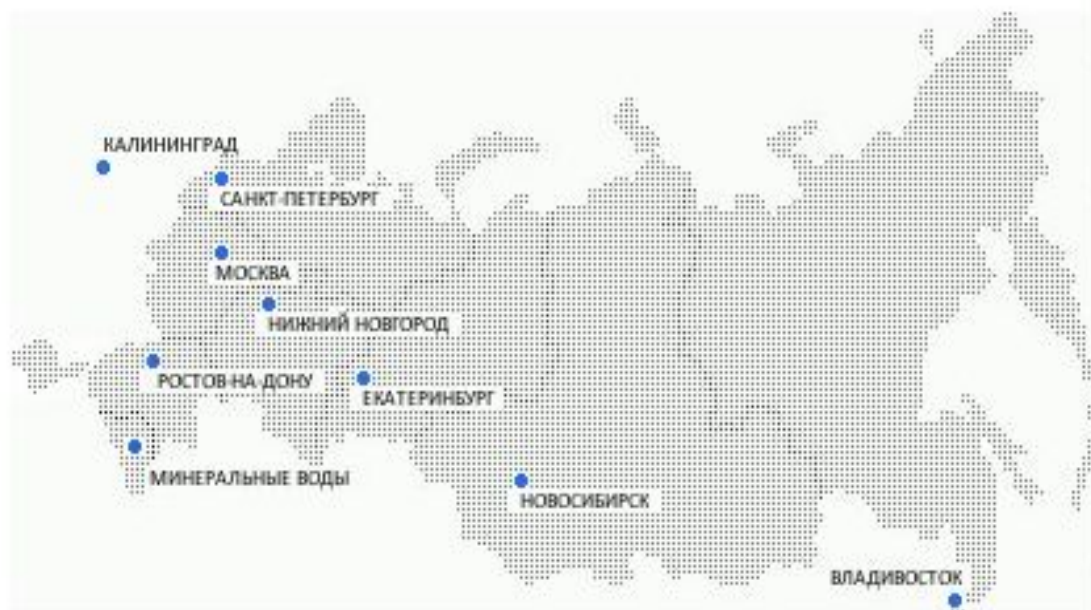 КАЛИНИНГРАД
САНКТ-ПЕТЕРБУРГ
МОСКВА
НИЖНИЙ НОВГОРОД
РОСТОВ-НА-ДОНУ
ЕКАТЕРИНБУРГ
МИНЕРАЛЬНЫЕ ВОДЫ
НОВОСИБИРСК
ВЛАДИВОСТОК